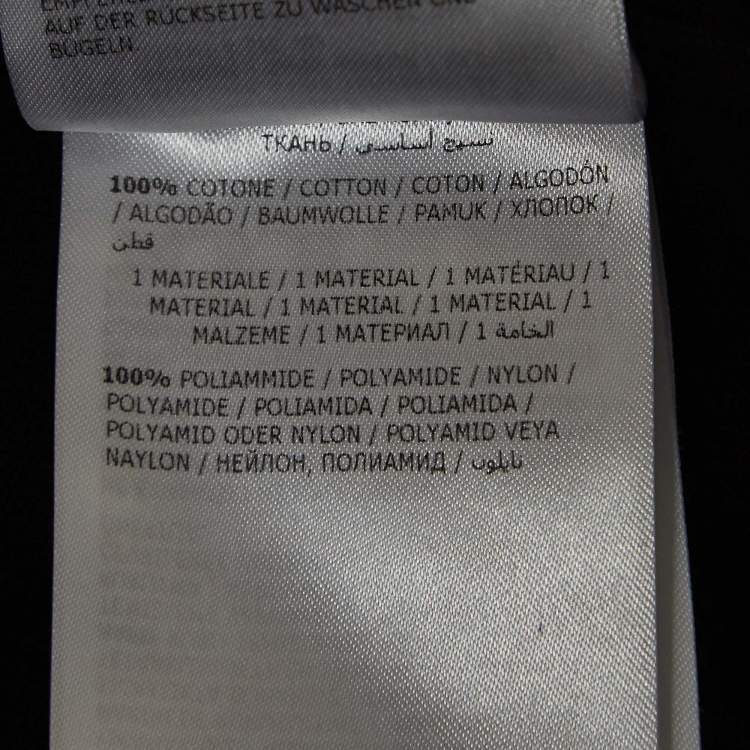 AUF DER RÜCKSEITE ZU WASCHEN UND
BÜGELN
ТКАНЬ / نسيج أساسي
100% COTONE / COTTON / COTON / ALGODÓN
/ ALGODÃO / BAUMWOLLE / PAMUK / ХЛОПОК /
قطن
1 MATERIALE / 1 MATERIAL / 1 MATÉRIAU / 1
MATERIAL / 1 MATERIAL / 1 MATERIAL / 1
MALZEME / 1 МАТЕРИАЛ / 1 الخامة
100% POLIAMMIDE / POLYAMIDE / NYLON /
POLYAMIDE / POLIAMIDA / POLIAMIDA /
POLYAMID ODER NYLON / POLYAMID VEYA
NAYLON / НЕЙЛОН, ПОЛИАМИД / نايلون